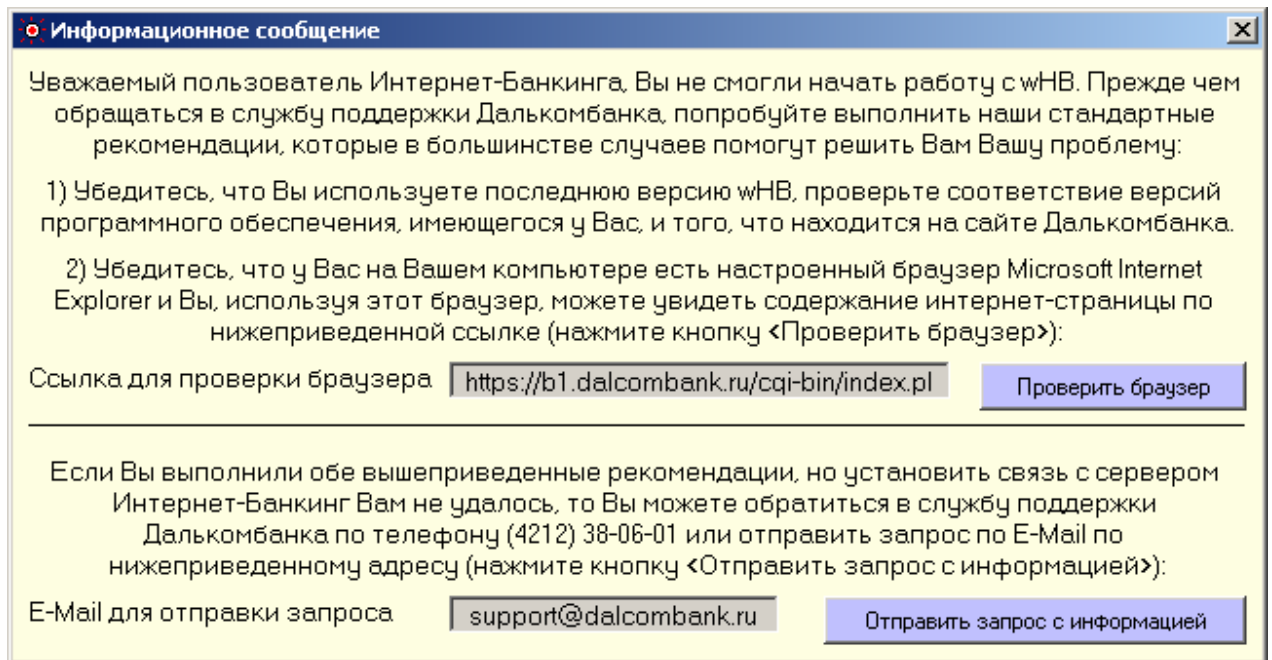 Информационное сообщение
Уважаемый пользователь Интернет-Банкинга, Вы не смогли начать работу с wHB. Прежде чем
обращаться в службу поддержки Далькомбанка, попробуйте выполнить наши стандартные
рекомендации, которые в большинстве случаев помогут решить Вам Вашу проблему:
1) Убедитесь, что Вы используете последнюю версию wHB, проверьте соответствие версий
программного обеспечения, имеющегося у Вас, и того, что находится на сайте Далькомбанка.
2) Убедитесь, что у Вас на Вашем компьютере есть настроенный браузер Microsoft Internet
Explorer и Вы, используя этот браузер, можете увидеть содержание интернет-страницы по
нижеприведенной ссылке (нажмите кнопку <Проверить браузер>):
Ссылка для проверки браузера https://b1.dalcombank.ru/cgi-bin/index.pl Проверить браузер
Если Вы выполнили обе вышеприведенные рекомендации, но установить связь с сервером
Интернет-Банкинг Вам не удалось, то Вы можете обратиться в службу поддержки
Далькомбанка по телефону (4212) 38-06-01 или отправить запрос по E-Mail по
нижеприведенному адресу (нажмите кнопку <Отправить запрос с информацией>):
E-Mail для отправки запроса support@dalcombank.ru Отправить запрос с информацией